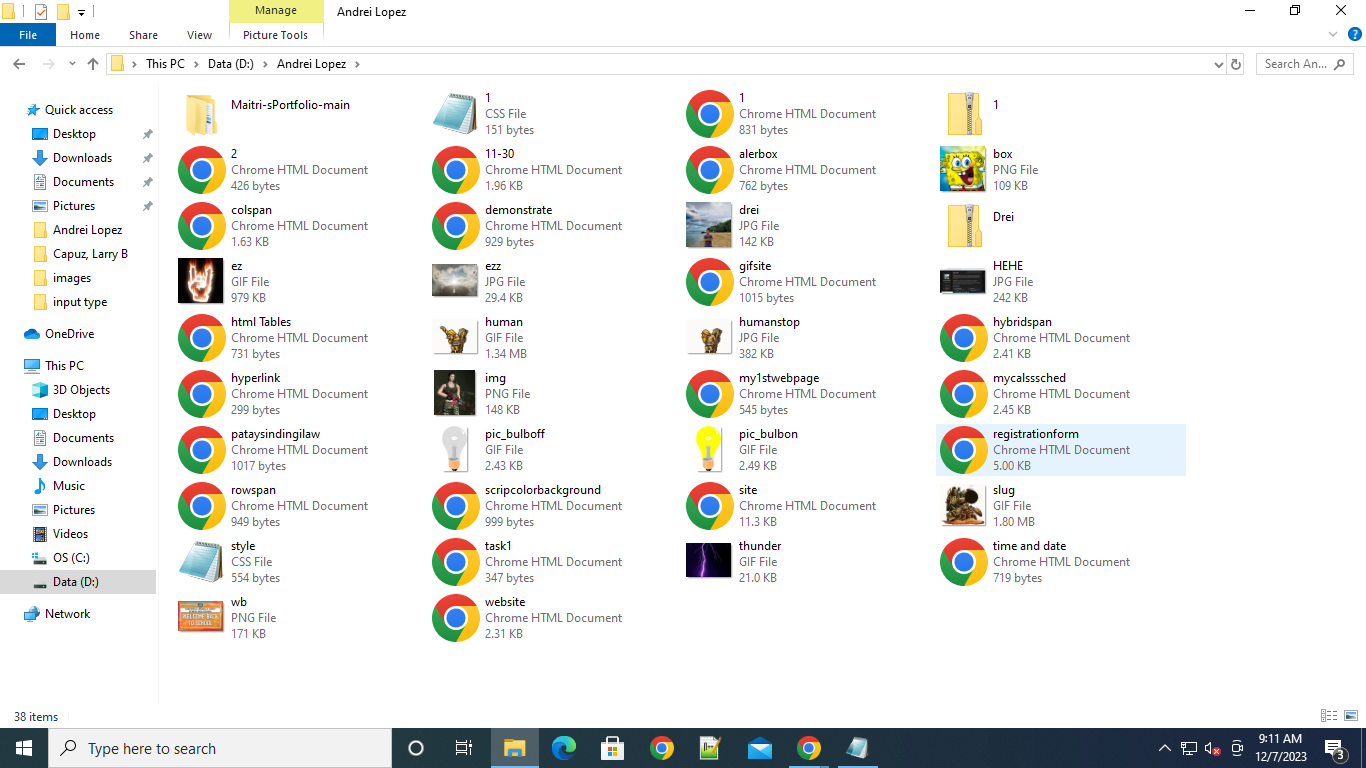 Manage
Andrei Lopez
File
Home
Share
View
Picture Tools
This PC
Data (D:)
Andrei Lopez
Search An...
Quick access
Desktop
Downloads
Documents
Pictures
Andrei Lopez
Capuz, Larry B
images
input type
OneDrive
This PC
3D Objects
Desktop
Documents
Downloads
Music
Pictures
Videos
OS (C:)
Data (D:)
Network
Maitri-sPortfolio-main
1
CSS File
151 bytes
1
Chrome HTML Document
831 bytes
1
2
Chrome HTML Document
426 bytes
11-30
Chrome HTML Document
1.96 KB
alerbox
Chrome HTML Document
762 bytes
box
PNG File
109 KB
colspan
Chrome HTML Document
1.63 KB
demonstrate
Chrome HTML Document
929 bytes
drei
JPG File
142 KB
Drei
ez
GIF File
979 KB
ezz
JPG File
29.4 KB
gifsite
Chrome HTML Document
1015 bytes
HEHE
JPG File
242 KB
html Tables
Chrome HTML Document
731 bytes
human
GIF File
1.34 MB
humanstop
JPG File
382 KB
hybridspan
Chrome HTML Document
2.41 KB
hyperlink
Chrome HTML Document
299 bytes
img
PNG File
148 KB
my1stwebpage
Chrome HTML Document
545 bytes
mycalsssched
Chrome HTML Document
2.45 KB
pataysindingilaw
Chrome HTML Document
1017 bytes
pic_bulboff
GIF File
2.43 KB
pic_bulbon
GIF File
2.49 KB
registrationform
Chrome HTML Document
5.00 KB
rowspan
Chrome HTML Document
949 bytes
scripcolorbackground
Chrome HTML Document
999 bytes
site
Chrome HTML Document
11.3 KB
slug
GIF File
1.80 MB
style
CSS File
554 bytes
task1
Chrome HTML Document
347 bytes
thunder
GIF File
21.0 KB
time and date
Chrome HTML Document
719 bytes
wb
PNG File
171 KB
WELCOME BACK
TO SCHOOL
website
Chrome HTML Document
2.31 KB
38 items
Type here to search
9:11 AM
12/7/2023
3